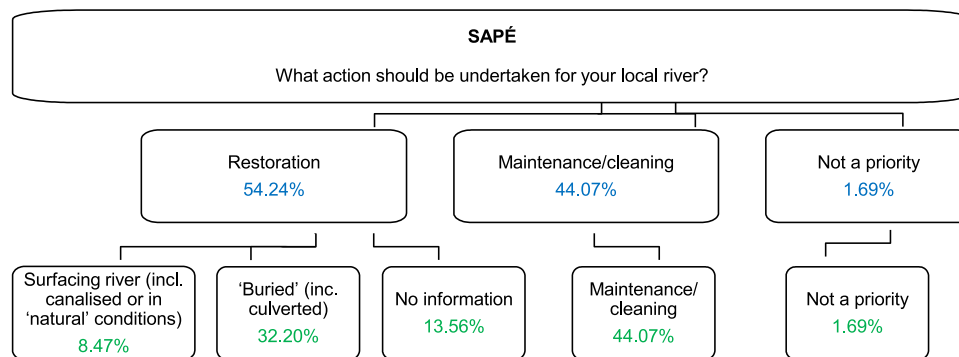 SAPÉ
What action should be undertaken for your local river?
Restoration
54.24%
Maintenance/cleaning
44.07%
Not a priority
1.69%
Surfacing river (incl.
canalised or in
‘natural’ conditions)
8.47%
‘Buried’ (inc.
culverted)
32.20%
No information
13.56%
Maintenance/
cleaning
44.07%
Not a priority
1.69%